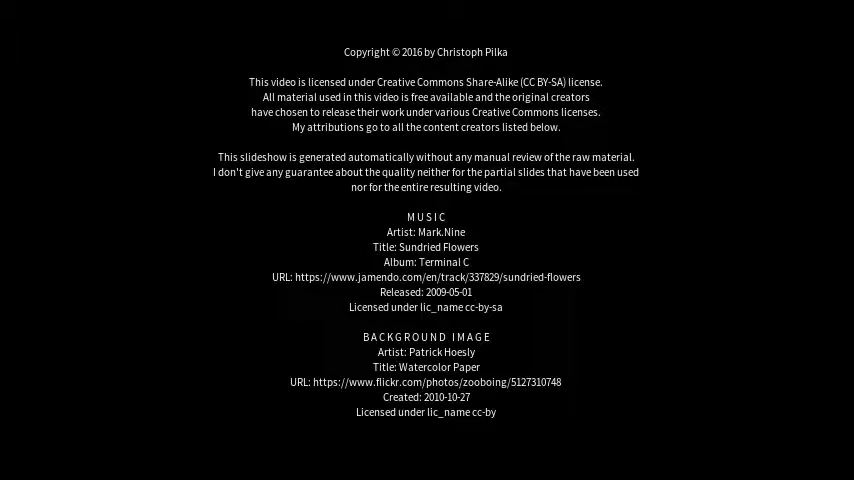 Copyright © 2016 by Christoph Pilka
This video is licensed under Creative Commons Share-Alike (CC BY-SA) license.
All material used in this video is free available and the original creators
have chosen to release their work under various Creative Commons licenses.
My attributions go to all the content creators listed below.
This slideshow is generated automatically without any manual review of the raw material.
I don't give any guarantee about the quality neither for the partial slides that have been used
nor for the entire resulting video.
M U S I C
Artist: Mark.Nine
Title: Sundried Flowers
Album: Terminal C
URL: https://www.jamendo.com/en/track/337829/sundried-flowers
Released: 2009-05-01
Licensed under lic_name cc-by-sa
B A C K G R O U N D   I M A G E
Artist: Patrick Hoesly
Title: Watercolor Paper
URL: https://www.flickr.com/photos/zooboing/5127310748
Created: 2010-10-27
Licensed under lic_name cc-by